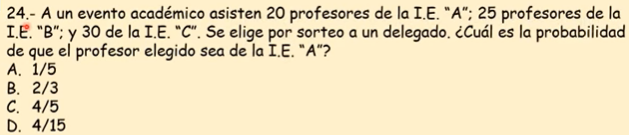 24.- A un evento académico asisten 20 profesores de la I.E. "A"; 25 profesores de la
I.E. "B"; y 30 de la I.E. "C". Se elige por sorteo a un delegado. ¿Cuál es la probabilidad
de que el profesor elegido sea de la I.E. "A"?
A. 1/5
B. 2/3
C. 4/5
D. 4/15